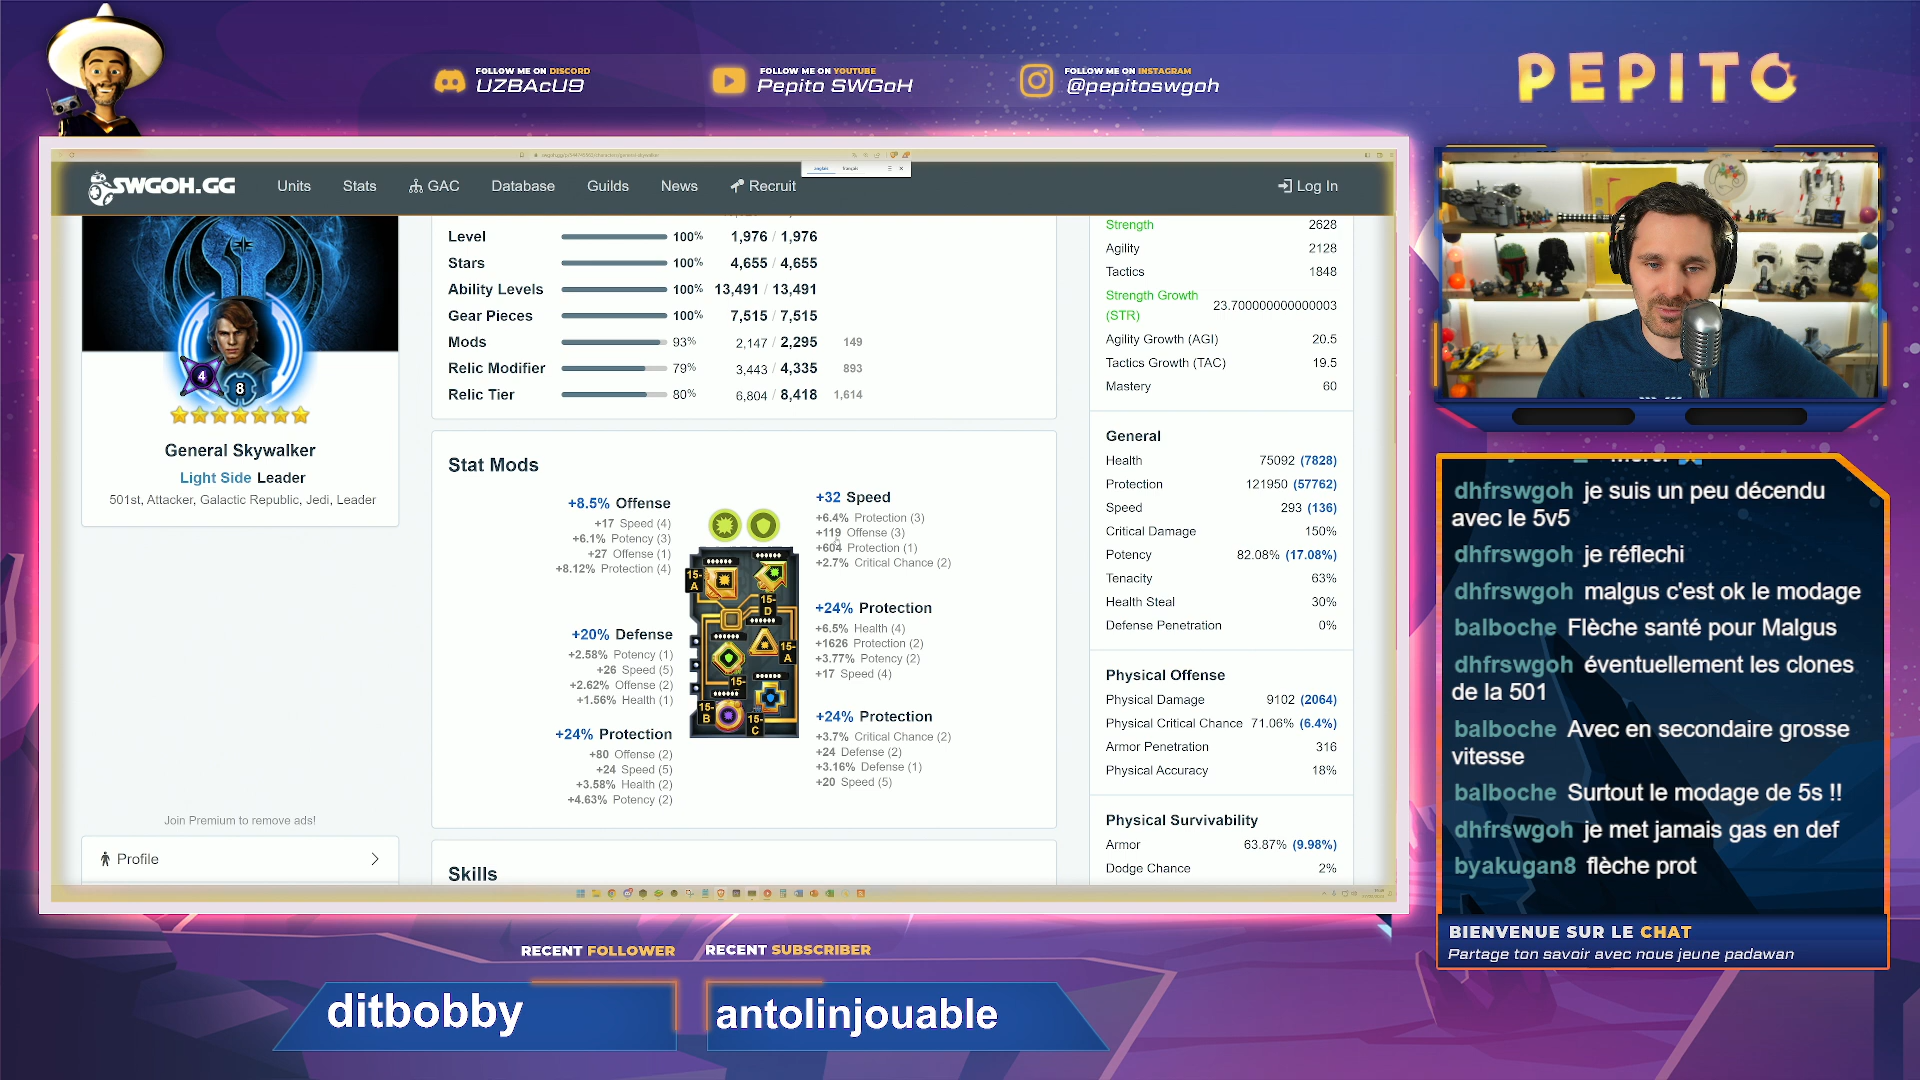 FOLLOW ME ON DISCORD
UZBAcU9
FOLLOW ME ON YOUTUBE
Pepito SWGoH
FOLLOW ME ON INSTAGRAM
@pepitoswgoh
PEPITO
SWGOH.GG
Units
Stats
GAC
Database
Guilds
News
Recruit
Log In
4
8
General Skywalker
Light Side Leader
501st, Attacker, Galactic Republic, Jedi, Leader
Join Premium to remove ads!
Profile
Level 100% 1,976 / 1,976
Stars 100% 4,655 / 4,655
Ability Levels 100% 13,491 / 13,491
Gear Pieces 100% 7,515 / 7,515
Mods 93% 2,147 / 2,295 149
Relic Modifier 79% 3,443 / 4,335 893
Relic Tier 80% 6,804 / 8,418 1,614
Stat Mods
+8.5% Offense
+17 Speed (4)
+6.1% Potency (3)
+27 Offense (1)
+8.12% Protection (4)
+20% Defense
+2.58% Potency (1)
+26 Speed (5)
+2.62% Offense (2)
+1.56% Health (1)
+24% Protection
+80 Offense (2)
+24 Speed (5)
+3.58% Health (2)
+4.63% Potency (2)
15-A
15-D
15-A
15-
15-B
15-C
+32 Speed
+6.4% Protection (3)
+119 Offense (3)
+604 Protection (1)
+2.7% Critical Chance (2)
+24% Protection
+6.5% Health (4)
+1626 Protection (2)
+3.77% Potency (2)
+17 Speed (4)
+24% Protection
+3.7% Critical Chance (2)
+24 Defense (2)
+3.16% Defense (1)
+20 Speed (5)
Skills
Strength 2628
Agility 2128
Tactics 1848
Strength Growth (STR) 23.700000000000003
Agility Growth (AGI) 20.5
Tactics Growth (TAC) 19.5
Mastery 60
General
Health 75092 (7828)
Protection 121950 (57762)
Speed 293 (136)
Critical Damage 150%
Potency 82.08% (17.08%)
Tenacity 63%
Health Steal 30%
Defense Penetration 0%
Physical Offense
Physical Damage 9102 (2064)
Physical Critical Chance 71.06% (6.4%)
Armor Penetration 316
Physical Accuracy 18%
Physical Survivability
Armor 63.87% (9.98%)
Dodge Chance 2%
dhfrswgoh je suis un peu décendu
avec le 5v5
dhfrswgoh je réflechi
dhfrswgoh malgus c'est ok le modage
balboche Flèche santé pour Malgus
dhfrswgoh éventuellement les clones
de la 501
balboche Avec en secondaire grosse
vitesse
balboche Surtout le modage de 5s !!
dhfrswgoh je met jamais gas en def
byakugan8 flèche prot
BIENVENUE SUR LE CHAT
Partage ton savoir avec nous jeune padawan
RECENT FOLLOWER
ditbobby
RECENT SUBSCRIBER
antolinjouable